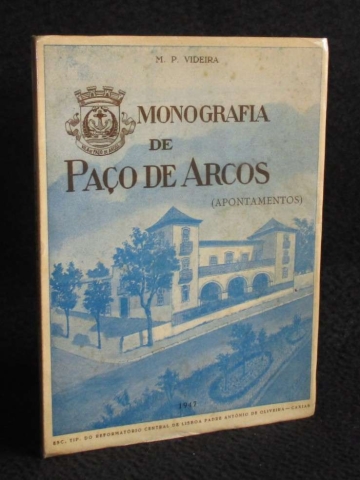 M. P. VIDEIRA
MONOGRAFIA
DE
PAÇO DE ARCOS
(APONTAMENTOS)
1947
ESC. TIP. DO REFORMATÓRIO CENTRAL DE LISBOA PADRE ANTÓNIO DE OLIVEIRA — CAXIAS